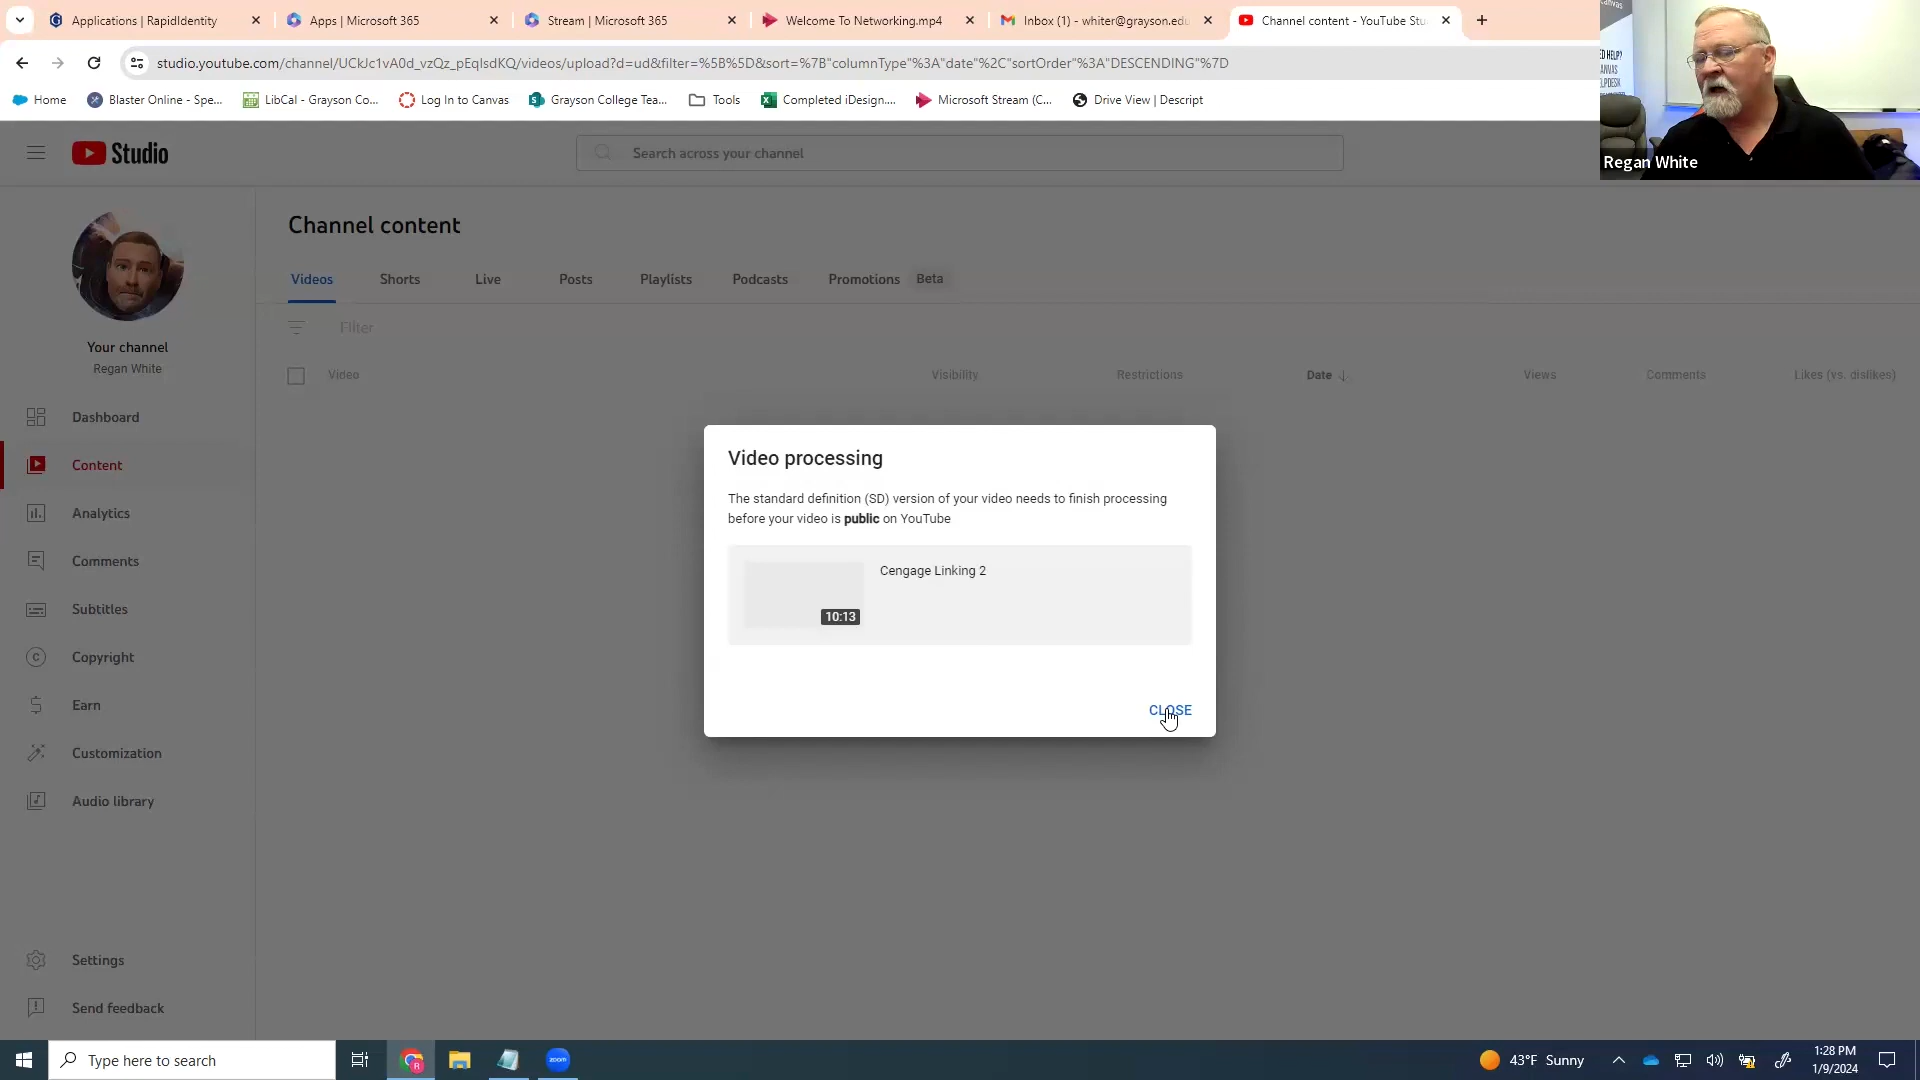 Applications | RapidIdentity
Apps | Microsoft 365
Stream | Microsoft 365
Welcome To Networking.mp4
Inbox (1) - whiter@grayson.edu
Channel content - YouTube Stu
studio.youtube.com/channel/UCkJc1vA0d_vzQz_pEqlsdKQ/videos/upload?d=ud&filter=%5B%5D&sort=%7B"columnType"%3A"date"%2C"sortOrder"%3A"DESCENDING"%7D
Home
Blaster Online - Spe...
LibCal - Grayson Co...
Log In to Canvas
Grayson College Tea...
Tools
Completed iDesign....
Microsoft Stream (C...
Drive View | Descript
Canvas
ED HELP?
Regan White
Studio
Search across your channel
Channel content
Videos
Shorts
Live
Posts
Playlists
Podcasts
Promotions
Beta
Filter
Video
Visibility
Restrictions
Date
Views
Comments
Likes (vs. dislikes)
Your channel
Regan White
Dashboard
Content
Analytics
Comments
Subtitles
Copyright
Earn
Customization
Audio library
Settings
Send feedback
Video processing
The standard definition (SD) version of your video needs to finish processing
before your video is public on YouTube
Cengage Linking 2
10:13
CLOSE
Type here to search
zoom
43°F Sunny
1:28 PM
1/9/2024